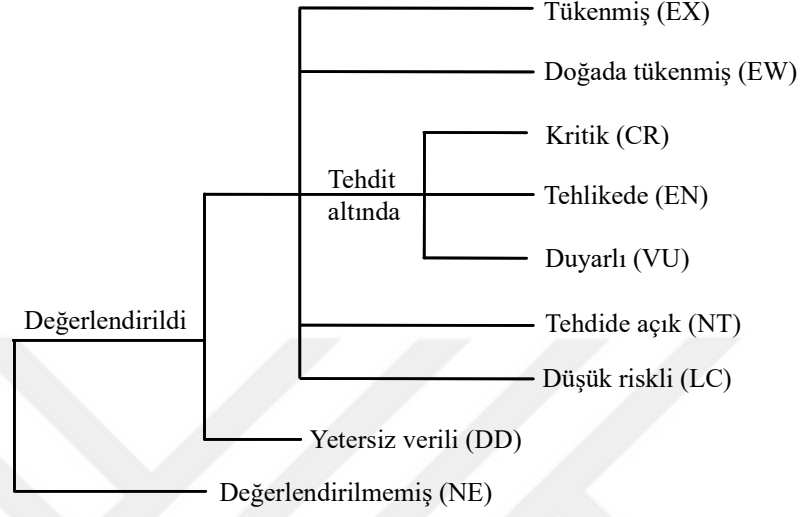 Tükenmiş (EX)
Doğada tükenmiş (EW)
Kritik (CR)
Tehdit
altında
Tehlikede (EN)
Duyarlı (VU)
Değerlendirildi
Tehdide açık (NT)
Düşük riskli (LC)
Yetersiz verili (DD)
Değerlendirilmemiş (NE)